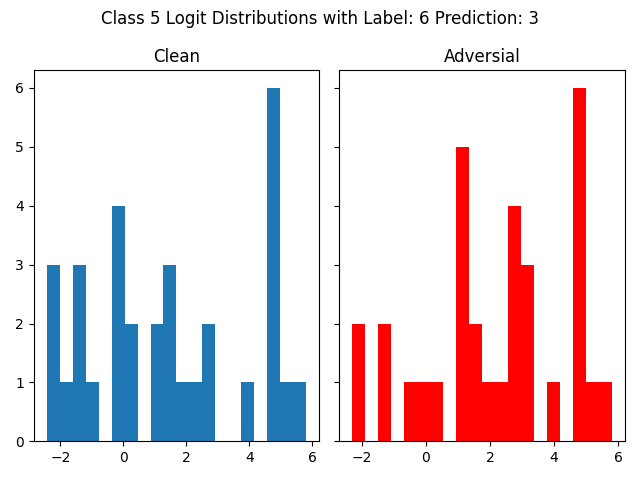 Class 5 Logit Distributions with Label: 6 Prediction: 3
Clean
Adversial
6
5
4
3
2
1
0
−2 0 2 4 6
−2 0 2 4 6